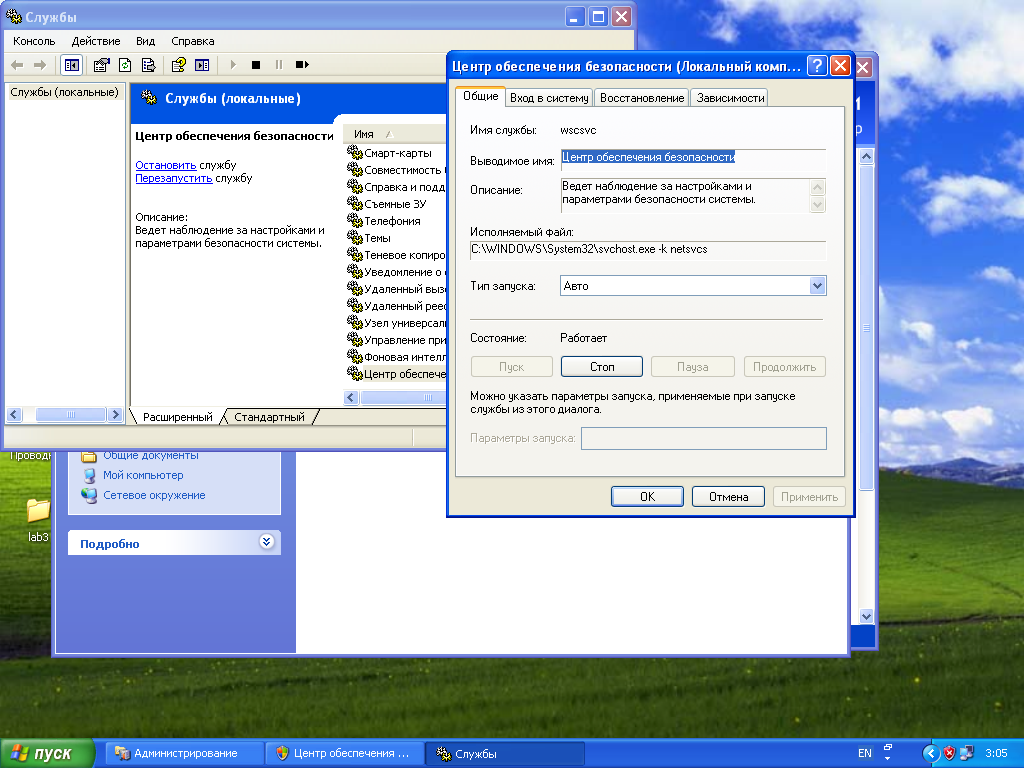 Службы
Консоль Действие Вид Справка
Службы (локальные)
Службы (локальные)
Центр обеспечения безопасности
Остановить службу
Перезапустить службу
Описание:
Ведет наблюдение за настройками и
параметрами безопасности системы.
Имя
Смарт-карты
Совместимость
Справка и подд
Съемные ЗУ
Телефония
Темы
Теневое копиро
Уведомление о
Удаленный выз
Удаленный реес
Узел универсал
Управление при
Фоновая интелл
Центр обеспече
Расширенный Стандартный
Центр обеспечения безопасности (Локальный комп...
Общие Вход в систему Восстановление Зависимости
Имя службы: wscsvc
Выводимое имя: Центр обеспечения безопасности
Описание: Ведет наблюдение за настройками и
параметрами безопасности системы.
Исполняемый файл:
C:\WINDOWS\System32\svchost.exe -k netsvcs
Тип запуска: Авто
Состояние: Работает
Пуск Стоп Пауза Продолжить
Можно указать параметры запуска, применяемые при запуске
службы из этого диалога.
Параметры запуска:
ОК Отмена Применить
Проводн
lab3
Общие документы
Мой компьютер
Сетевое окружение
Подробно
пуск Администрирование Центр обеспечения ... Службы EN 3:05